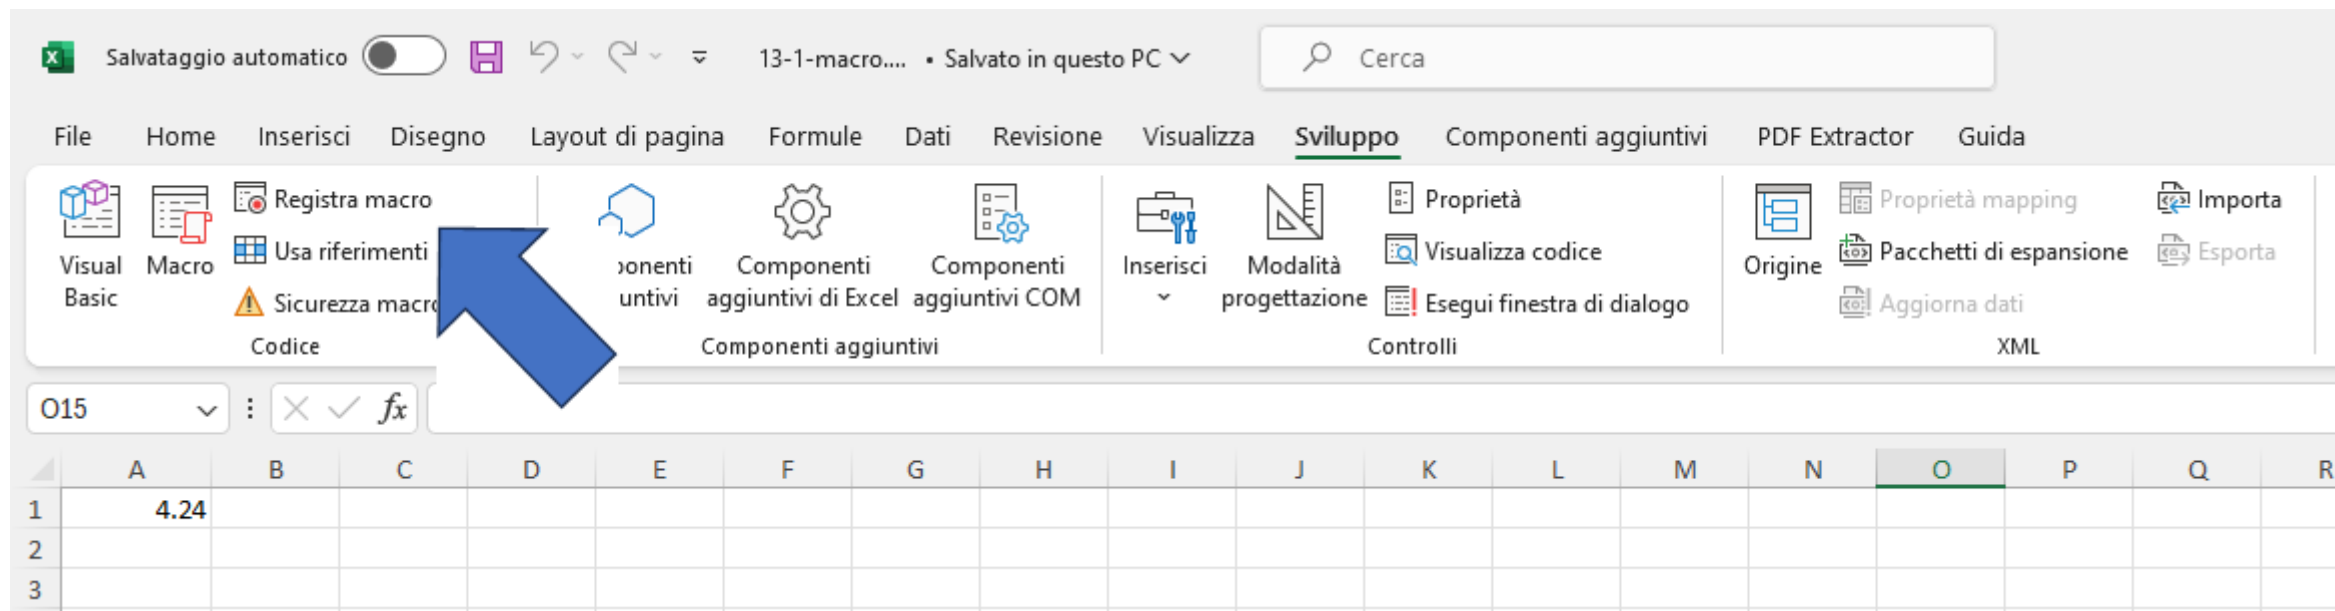 Salvataggio automatico 13-1-macro.... • Salvato in questo PC Cerca
File Home Inserisci Disegno Layout di pagina Formule Dati Revisione Visualizza Sviluppo Componenti aggiuntivi PDF Extractor Guida
Visual Basic
Macro
Registra macro
Usa riferimenti
Sicurezza macro
Codice
Componenti aggiuntivi di Excel
Componenti aggiuntivi COM
Componenti aggiuntivi
Inserisci
Modalità progettazione
Proprietà
Visualizza codice
Esegui finestra di dialogo
Controlli
Origine
Proprietà mapping
Pacchetti di espansione
Aggiorna dati
Importa
Esporta
XML
O15 fx
A B C D E F G H I J K L M N O P Q R
1 4.24
2
3